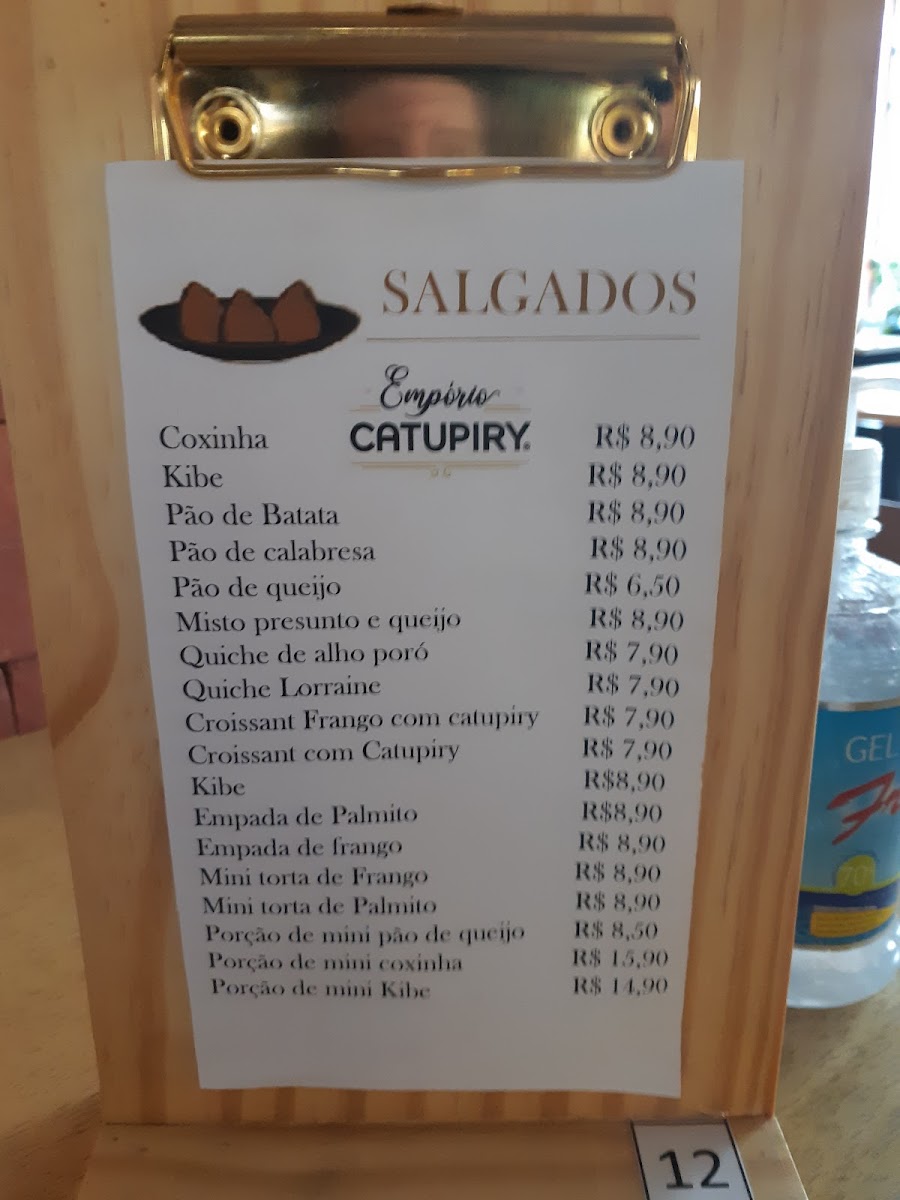 SALGADOS
Empório
CATUPIRY
Coxinha R$ 8,90
Kibe R$ 8,90
Pão de Batata R$ 8,90
Pão de calabresa R$ 8,90
Pão de queijo R$ 6,50
Misto presunto e queijo R$ 8,90
Quiche de alho poró R$ 7,90
Quiche Lorraine R$ 7,90
Croissant Frango com catupiry R$ 7,90
Croissant com Catupiry R$ 7,90
Kibe R$8,90
Empada de Palmito R$8,90
Empada de frango R$ 8,90
Mini torta de Frango R$ 8,90
Mini torta de Palmito R$ 8,90
Porção de mini pão de queijo R$ 8,50
Porção de mini coxinha R$ 15,90
Porção de mini Kibe R$ 14,90
GEL
12